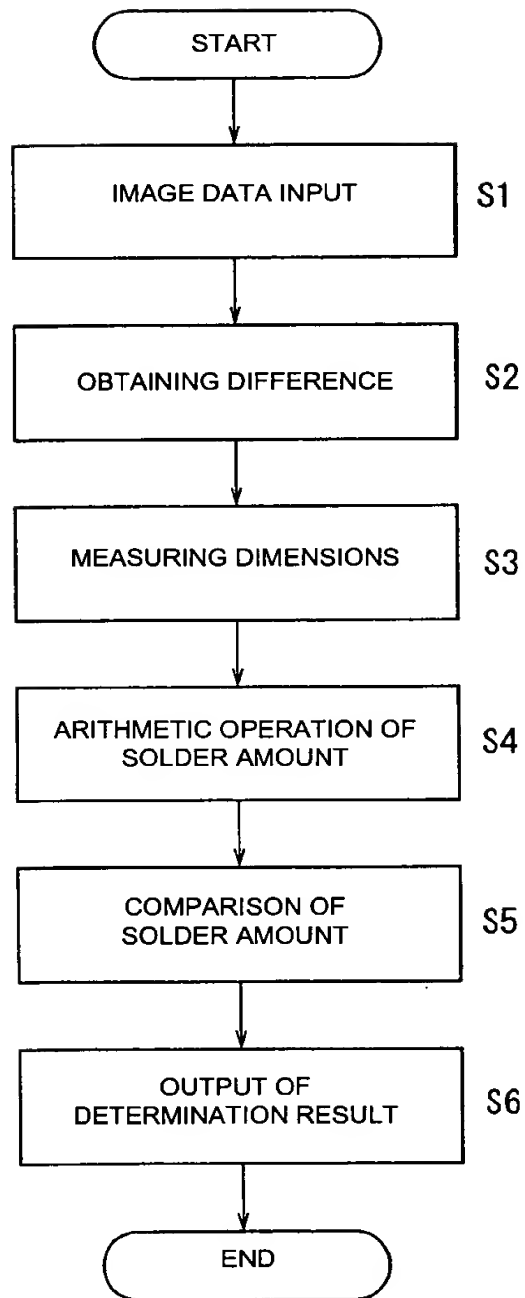 START
IMAGE DATA INPUT
S1
OBTAINING DIFFERENCE
S2
MEASURING DIMENSIONS
S3
ARITHMETIC OPERATION OF
SOLDER AMOUNT
S4
COMPARISON OF
SOLDER AMOUNT
S5
OUTPUT OF
DETERMINATION RESULT
S6
END